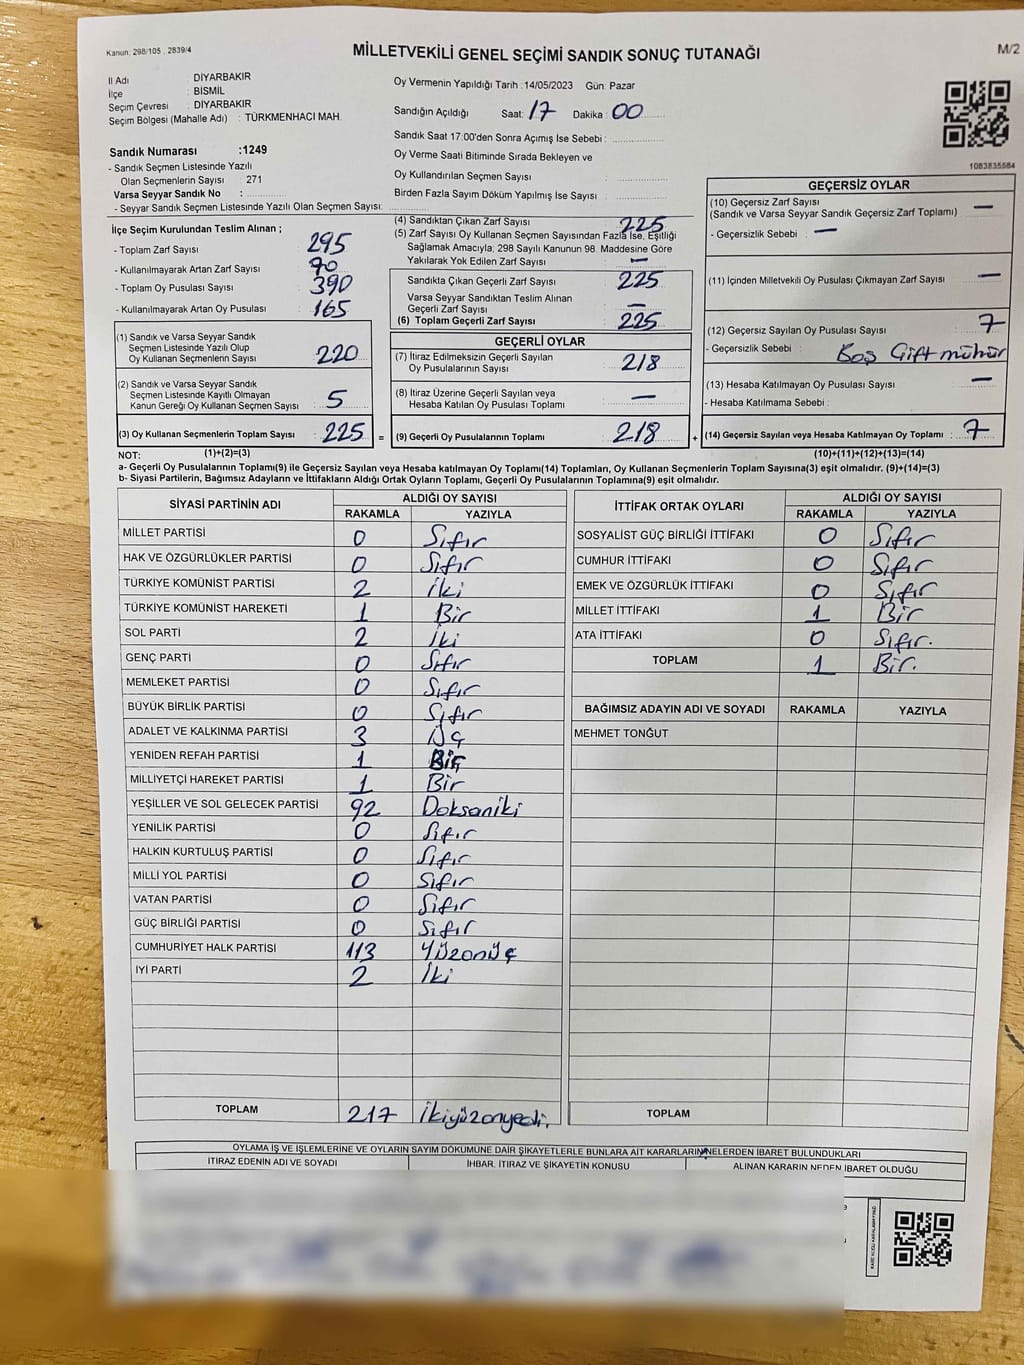 Kanun: 298/105 . 2839/4
MİLLETVEKİLİ GENEL SEÇİMİ SANDIK SONUÇ TUTANAĞI
M/2
İl Adı : DİYARBAKIR
İlçe : BİSMİL
Seçim Çevresi : DİYARBAKIR
Seçim Bölgesi (Mahalle Adı) : TÜRKMENHACI MAH.
Sandık Numarası :1249
- Sandık Seçmen Listesinde Yazılı
Olan Seçmenlerin Sayısı : 271
Varsa Seyyar Sandık No :
- Seyyar Sandık Seçmen Listesinde Yazılı Olan Seçmen Sayısı:
Oy Vermenin Yapıldığı Tarih :14/05/2023 Gün: Pazar
Sandığın Açıldığı Saat: 17 Dakika : 00
Sandık Saat 17:00'den Sonra Açımış İse Sebebi :
Oy Verme Saati Bitiminde Sırada Bekleyen ve
Oy Kullandırılan Seçmen Sayısı :
Birden Fazla Sayım Döküm Yapılmış İse Sayısı :
1083835584
İlçe Seçim Kurulundan Teslim Alınan ;
- Toplam Zarf Sayısı : 295
- Kullanılmayarak Artan Zarf Sayısı : 70
- Toplam Oy Pusulası Sayısı : 390
- Kullanılmayarak Artan Oy Pusulası : 165
(4) Sandıktan Çıkan Zarf Sayısı : 225
(5) Zarf Sayısı Oy Kullanan Seçmen Sayısından Fazla İse, Eşitliği
Sağlamak Amacıyla, 298 Sayılı Kanunun 98. Maddesine Göre
Yakılarak Yok Edilen Zarf Sayısı : —
Sandıkta Çıkan Geçerli Zarf Sayısı : 225
Varsa Seyyar Sandıktan Teslim Alınan
Geçerli Zarf Sayısı : —
(6) Toplam Geçerli Zarf Sayısı : 225
GEÇERSİZ OYLAR
(10) Geçersiz Zarf Sayısı : —
(Sandık ve Varsa Seyyar Sandık Geçersiz Zarf Toplamı)
- Geçersizlik Sebebi : —
(11) İçinden Milletvekili Oy Pusulası Çıkmayan Zarf Sayısı : —
(12) Geçersiz Sayılan Oy Pusulası Sayısı : 7
- Geçersizlik Sebebi : Boş Çift mühür
(13) Hesaba Katılmayan Oy Pusulası Sayısı : —
- Hesaba Katılmama Sebebi :
(14) Geçersiz Sayılan veya Hesaba Katılmayan Oy Toplamı : 7
(10)+(11)+(12)+(13)=(14)
(1) Sandık ve Varsa Seyyar Sandık
Seçmen Listesinde Yazılı Olup
Oy Kullanan Seçmenlerin Sayısı : 220
(2) Sandık ve Varsa Seyyar Sandık
Seçmen Listesinde Kayıtlı Olmayan
Kanun Gereği Oy Kullanan Seçmen Sayısı : 5
(3) Oy Kullanan Seçmenlerin Toplam Sayısı : 225 =
(1)+(2)=(3)
GEÇERLİ OYLAR
(7) İtiraz Edilmeksizin Geçerli Sayılan
Oy Pusulalarının Sayısı : 218
(8) İtiraz Üzerine Geçerli Sayılan veya
Hesaba Katılan Oy Pusulası Toplamı : —
(9) Geçerli Oy Pusulalarının Toplamı : 218 +
NOT:
a- Geçerli Oy Pusulalarının Toplamı(9) ile Geçersiz Sayılan veya Hesaba katılmayan Oy Toplamı(14) Toplamları, Oy Kullanan Seçmenlerin Toplam Sayısına(3) eşit olmalıdır. (9)+(14)=(3)
b- Siyasi Partilerin, Bağımsız Adayların ve İttifakların Aldığı Ortak Oyların Toplamı, Geçerli Oy Pusulalarının Toplamına(9) eşit olmalıdır.
SİYASİ PARTİNİN ADI ALDIĞI OY SAYISI
RAKAMLA YAZIYLA
MİLLET PARTİSİ 0 Sıfır
HAK VE ÖZGÜRLÜKLER PARTİSİ 0 Sıfır
TÜRKİYE KOMÜNİST PARTİSİ 2 İki
TÜRKİYE KOMÜNİST HAREKETİ 1 Bir
SOL PARTİ 2 İki
GENÇ PARTİ 0 Sıfır
MEMLEKET PARTİSİ 0 Sıfır
BÜYÜK BİRLİK PARTİSİ 0 Sıfır
ADALET VE KALKINMA PARTİSİ 3 Üç
YENİDEN REFAH PARTİSİ 1 Bir
MİLLİYETÇİ HAREKET PARTİSİ 1 Bir
YEŞİLLER VE SOL GELECEK PARTİSİ 92 Doksaniki
YENİLİK PARTİSİ 0 Sıfır
HALKIN KURTULUŞ PARTİSİ 0 Sıfır
MİLLİ YOL PARTİSİ 0 Sıfır
VATAN PARTİSİ 0 Sıfır
GÜÇ BİRLİĞİ PARTİSİ 0 Sıfır
CUMHURİYET HALK PARTİSİ 113 Yüzonüç
İYİ PARTİ 2 İki
TOPLAM 217 İkiyüzonyedi.
İTTİFAK ORTAK OYLARI ALDIĞI OY SAYISI
RAKAMLA YAZIYLA
SOSYALİST GÜÇ BİRLİĞİ İTTİFAKI 0 Sıfır
CUMHUR İTTİFAKI 0 Sıfır
EMEK VE ÖZGÜRLÜK İTTİFAKI 0 Sıfır
MİLLET İTTİFAKI 1 Bir
ATA İTTİFAKI 0 Sıfır.
TOPLAM 1 Bir.
BAĞIMSIZ ADAYIN ADI VE SOYADI RAKAMLA YAZIYLA
MEHMET TONĞUT
TOPLAM
OYLAMA İŞ VE İŞLEMLERİNE VE OYLARIN SAYIM DÖKÜMÜNE DAİR ŞİKAYETLERLE BUNLARA AİT KARARLARIN NELERDEN İBARET BULUNDUKLARI
İTİRAZ EDENİN ADI VE SOYADI İHBAR, İTİRAZ VE ŞİKAYETİN KONUSU ALINAN KARARIN NEDEN İBARET OLDUĞU